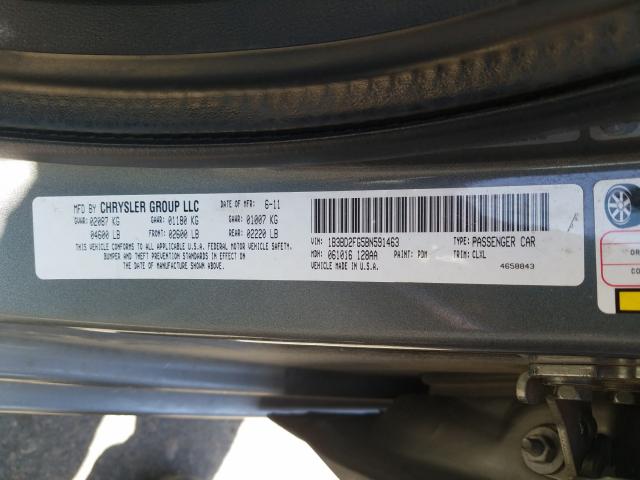 MFD BY CHRYSLER GROUP LLC DATE OF MFR: 6-11
GVWR: 02087 KG GAWR: 01180 KG GAWR: 01007 KG
04600 LB FRONT: 02600 LB REAR: 02220 LB
THIS VEHICLE CONFORMS TO ALL APPLICABLE U.S.A. FEDERAL MOTOR VEHICLE SAFETY,
BUMPER AND THEFT PREVENTION STANDARDS IN EFFECT ON
THE DATE OF MANUFACTURE SHOWN ABOVE.
VIN: 1B3BD2FG5BN591463 TYPE: PASSENGER CAR
MDH: 061016 128AA PAINT: PDM TRIM: CLXL
VEHICLE MADE IN U.S.A. 4658843